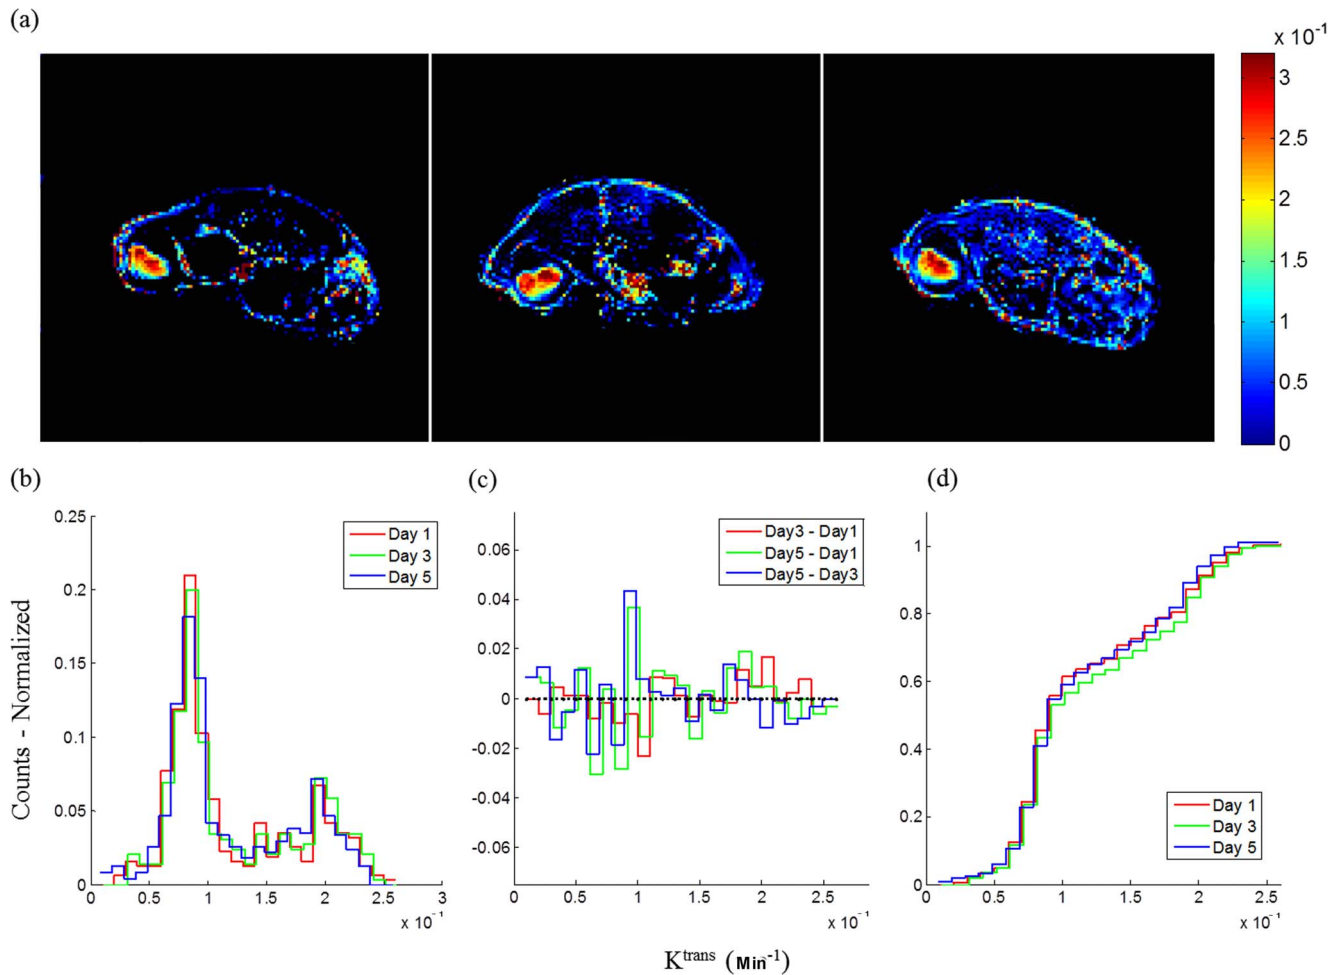 (a)
x 10-1
3
2.5
2
1.5
1
0.5
0
(b)
(c)
(d)
Counts - Normalized
0.25
0.2
0.15
0.1
0.05
0
0 0.5 1 1.5 2 2.5 3
x 10-1
Day 1
Day 3
Day 5
0.06
0.04
0.02
0
-0.02
-0.04
-0.06
0 0.5 1 1.5 2 2.5
x 10-1
Day3 - Day1
Day5 - Day1
Day5 - Day3
1
0.8
0.6
0.4
0.2
0
0 0.5 1 1.5 2 2.5
x 10-1
Day 1
Day 3
Day 5
Ktrans (Min-1)